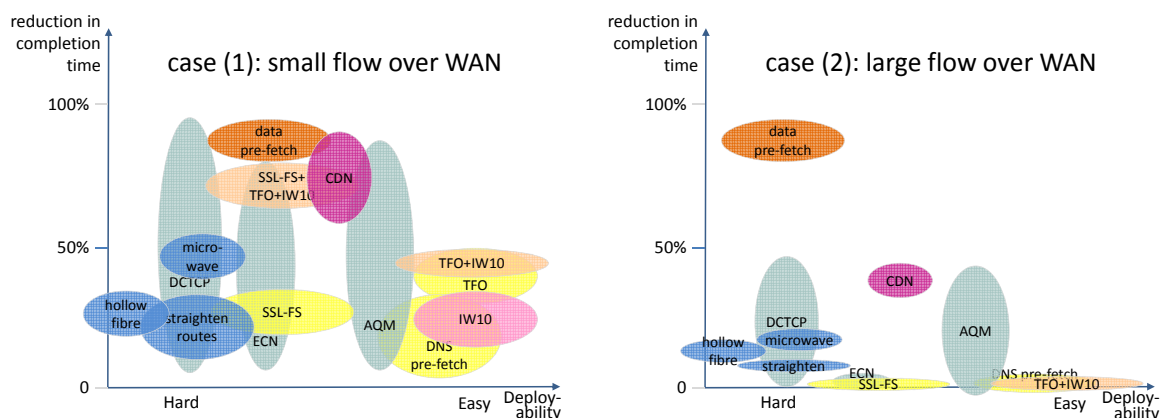 reduction in
completion
time
case (1): small flow over WAN
100%
data
pre-fetch
SSL-FS+
TFO+IW10
CDN
50%
micro-
wave
DCTCP
TFO+IW10
TFO
hollow
fibre
straighten
routes
SSL-FS
ECN
AQM
IW10
DNS
pre-fetch
0
Hard
Easy
Deploy-
ability
reduction in
completion
time
case (2): large flow over WAN
100%
data
pre-fetch
50%
CDN
DCTCP
microwave
AQM
hollow
fibre
straighten
ECN
SSL-FS
DNS pre-fetch
TFO+IW10
0
Hard
Easy
Deploy-
ability